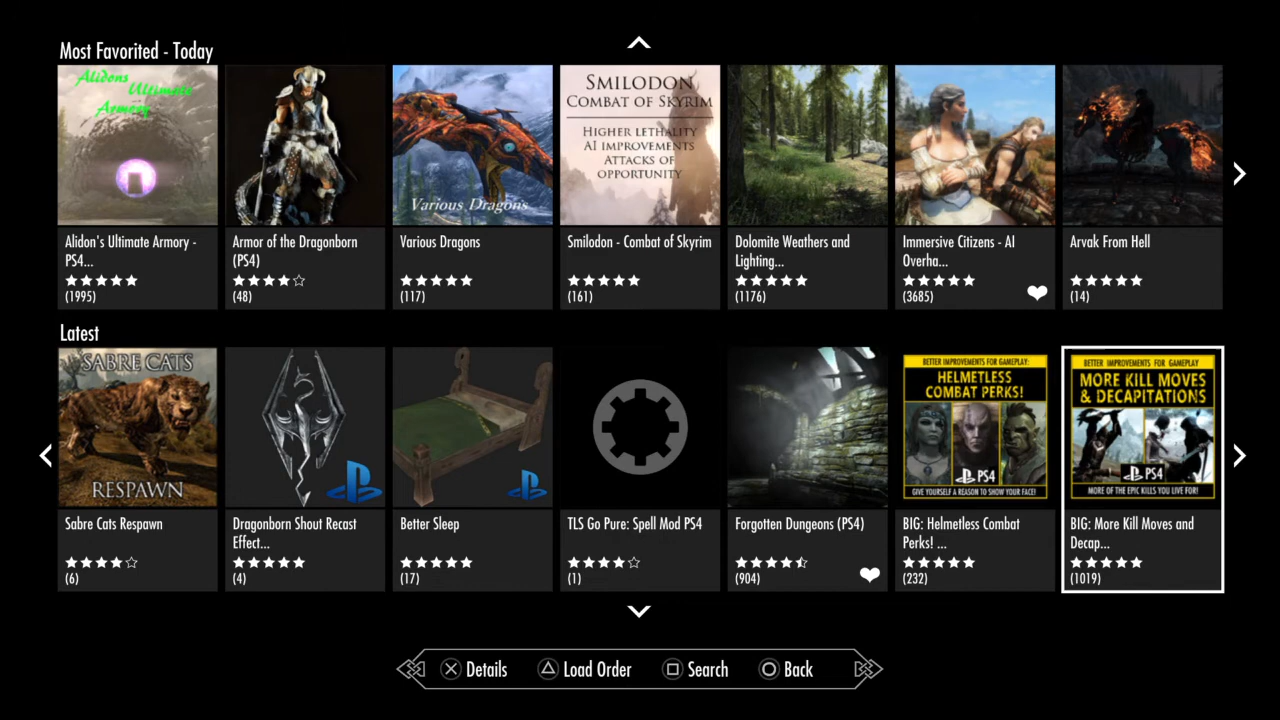 Most Favorited - Today
Alidons
Ultimate
Armory
Various Dragons
SMILODON
COMBAT OF SKYRIM
HIGHER LETHALITY
AI IMPROVEMENTS
ATTACKS OF
OPPORTUNITY
Alidon's Ultimate Armory -
PS4...
(1995)
Armor of the Dragonborn
(PS4)
(48)
Various Dragons
(117)
Smilodon - Combat of Skyrim
(161)
Dolomite Weathers and
Lighting...
(1176)
Immersive Citizens - AI
Overha...
(3685)
Arvak From Hell
(14)
Latest
SABRE CATS
RESPAWN
BETTER IMPROVEMENTS FOR GAMEPLAY:
HELMETLESS
COMBAT PERKS!
PS4
GIVE YOURSELF A REASON TO SHOW YOUR FACE!
BETTER IMPROVEMENTS FOR GAMEPLAY
MORE KILL MOVES
& DECAPITATIONS
PS4
MORE OF THE EPIC KILLS YOU LIVE FOR!
Sabre Cats Respawn
(6)
Dragonborn Shout Recast
Effect...
(4)
Better Sleep
(17)
TLS Go Pure: Spell Mod PS4
(1)
Forgotten Dungeons (PS4)
(904)
BIG: Helmetless Combat
Perks! ...
(232)
BIG: More Kill Moves and
Decap...
(1019)
Details
Load Order
Search
Back